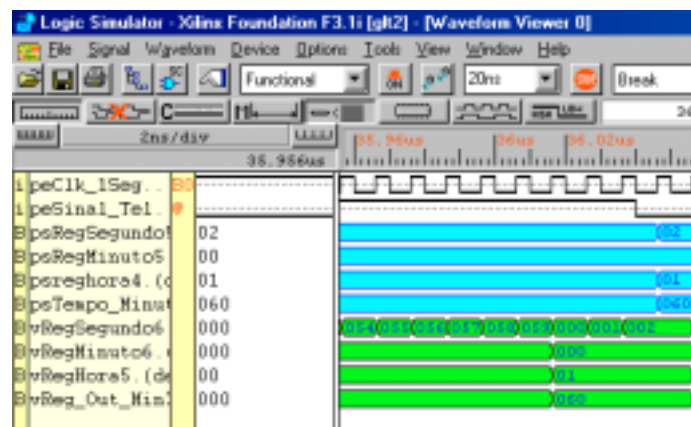 Logic Simulator - Xilinx Foundation F3.1i [glt2] - [Waveform Viewer 0]
File Signal Waveform Device Options Tools View Window Help
Functional 20ns Break
2ns/div 35.96us 36us 36.02us
35.956us
i peClk_1Seg.. B0
i peSinal_Tel.
B psRegSegundo 02 02
B psRegMinuto5 00
B psreghora4.(c 01 01
B psTempo_Minut 060 060
B vRegSegundo6 000 054 055 056 057 058 059 000 001 002
B vRegMinuto6. 000 000
B vRegHora5.(de 00 01
B vReg_Out_Min 000 060